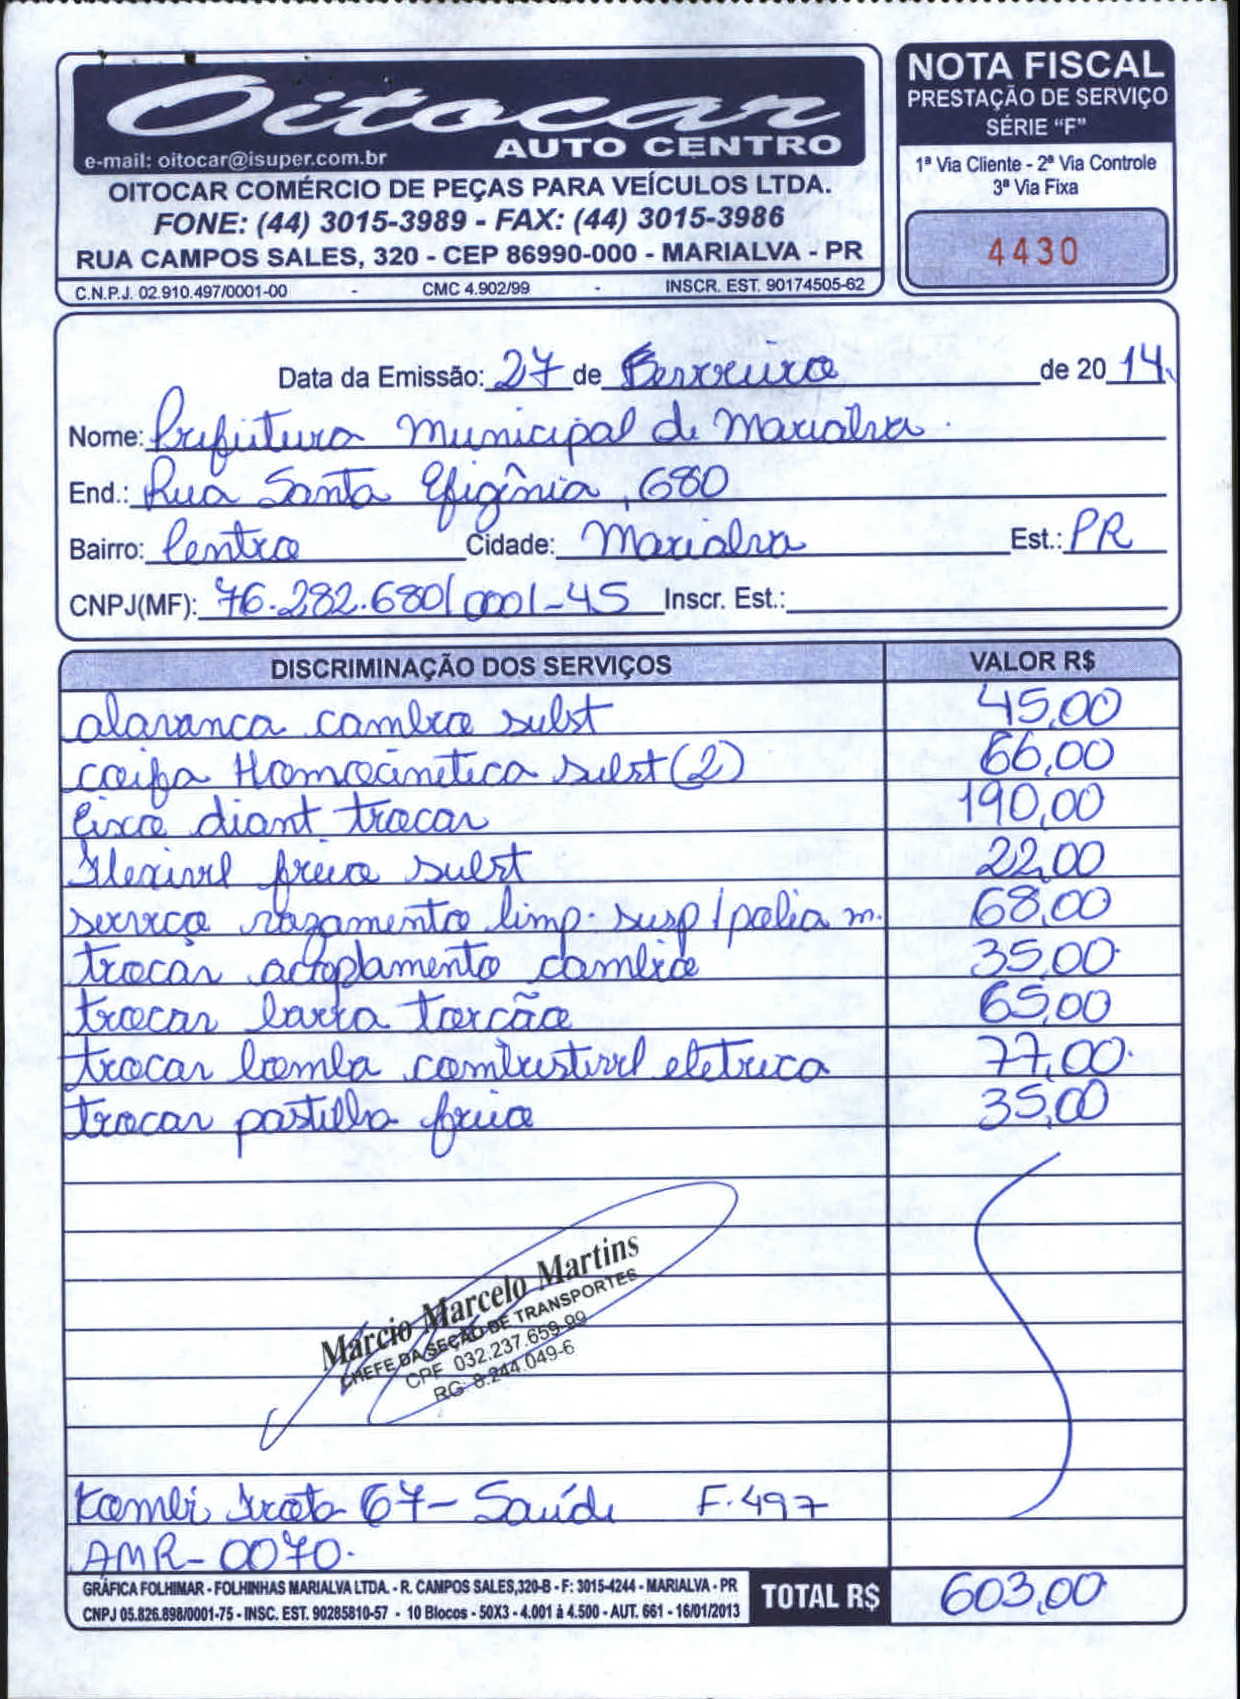 Oitocar
AUTO CENTRO
e-mail: oitocar@isuper.com.br
OITOCAR COMÉRCIO DE PEÇAS PARA VEÍCULOS LTDA.
FONE: (44) 3015-3989 - FAX: (44) 3015-3986
RUA CAMPOS SALES, 320 - CEP 86990-000 - MARIALVA - PR
C.N.P.J. 02.910.497/0001-00 - CMC 4.902/99 - INSCR. EST. 90174505-62
NOTA FISCAL
PRESTAÇÃO DE SERVIÇO
SÉRIE "F"
1ª Via Cliente - 2ª Via Controle
3ª Via Fixa
4430
Data da Emissão: 27 de Fevereiro de 2014.
Nome: Prefeitura Municipal de Marialva.
End.: Rua Santa Efigênia, 680
Bairro: Centro Cidade: Marialva Est.: PR
CNPJ(MF): 76.282.680/0001-45 Inscr. Est.:
DISCRIMINAÇÃO DOS SERVIÇOS VALOR R$
alavanca cambio subst 45,00
coifa Homocinetica subst (2) 66,00
Eixo diant trocar 190,00
Flexivel freio subst 22,00
serviço vazamento limp. susp/polia m. 68,00
trocar acoplamento cambio 35,00
trocar barra torção 65,00
trocar bomba combustivel eletrica 77,00
trocar pastilha freio 35,00
Márcio Marcelo Martins
CHEFE DA SEÇÃO DE TRANSPORTES
CPF 032.237.659-99
RG: 8.244.049-6
Kombi Frota 67 - Saúde F. 497
AMR-0070.
GRÁFICA FOLHIMAR - FOLHINHAS MARIALVA LTDA. - R. CAMPOS SALES, 320-B - F: 3015-4244 - MARIALVA - PR
CNPJ 05.826.898/0001-75 - INSC. EST. 90285810-57 - 10 Blocos - 50X3 - 4.001 à 4.500 - AUT. 661 - 16/01/2013
TOTAL R$ 603,00